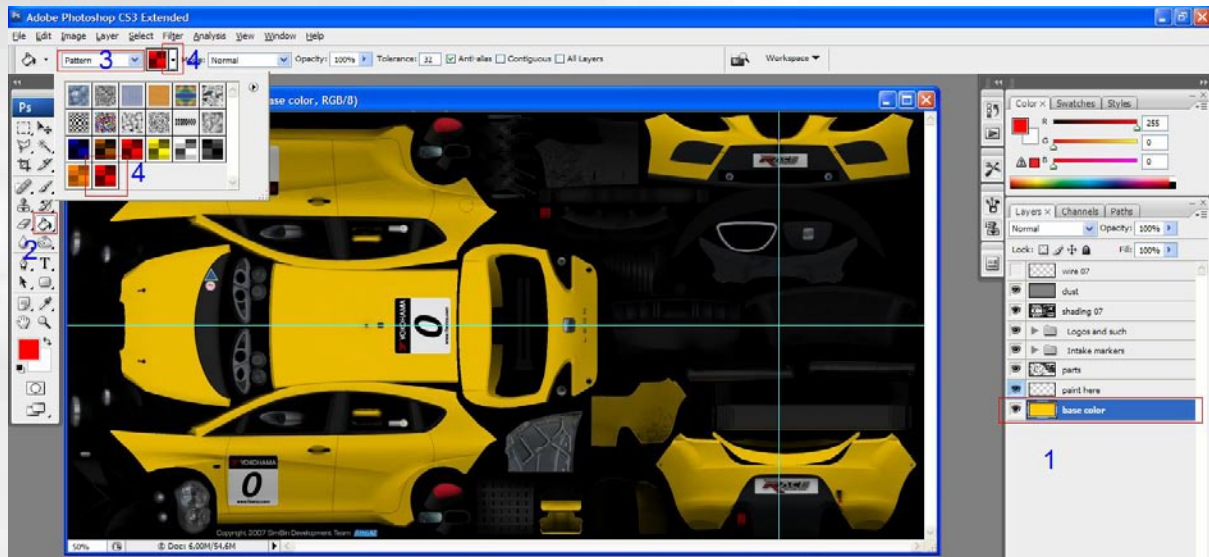 Adobe Photoshop CS3 Extended
File Edit Image Layer Select Filter Analysis View Window Help
Pattern 3 4 Mode: Normal Opacity: 100% Tolerance: 32 Anti-alias Contiguous All Layers Workspace
Ps
4
2
T
base color, RGB/8)
RACE
YOKOHAMA
0
YOKOHAMA
0
RACE
Copyright 2007 SimBin Development Team
50% Doc: 6.00M/54.6M
Color × Swatches Styles
R 255
G 0
B 0
Layers × Channels Paths
Normal Opacity: 100%
Lock: Fill: 100%
wire 07
dust
shading 07
Logos and such
Intake markers
parts
paint here
base color
1